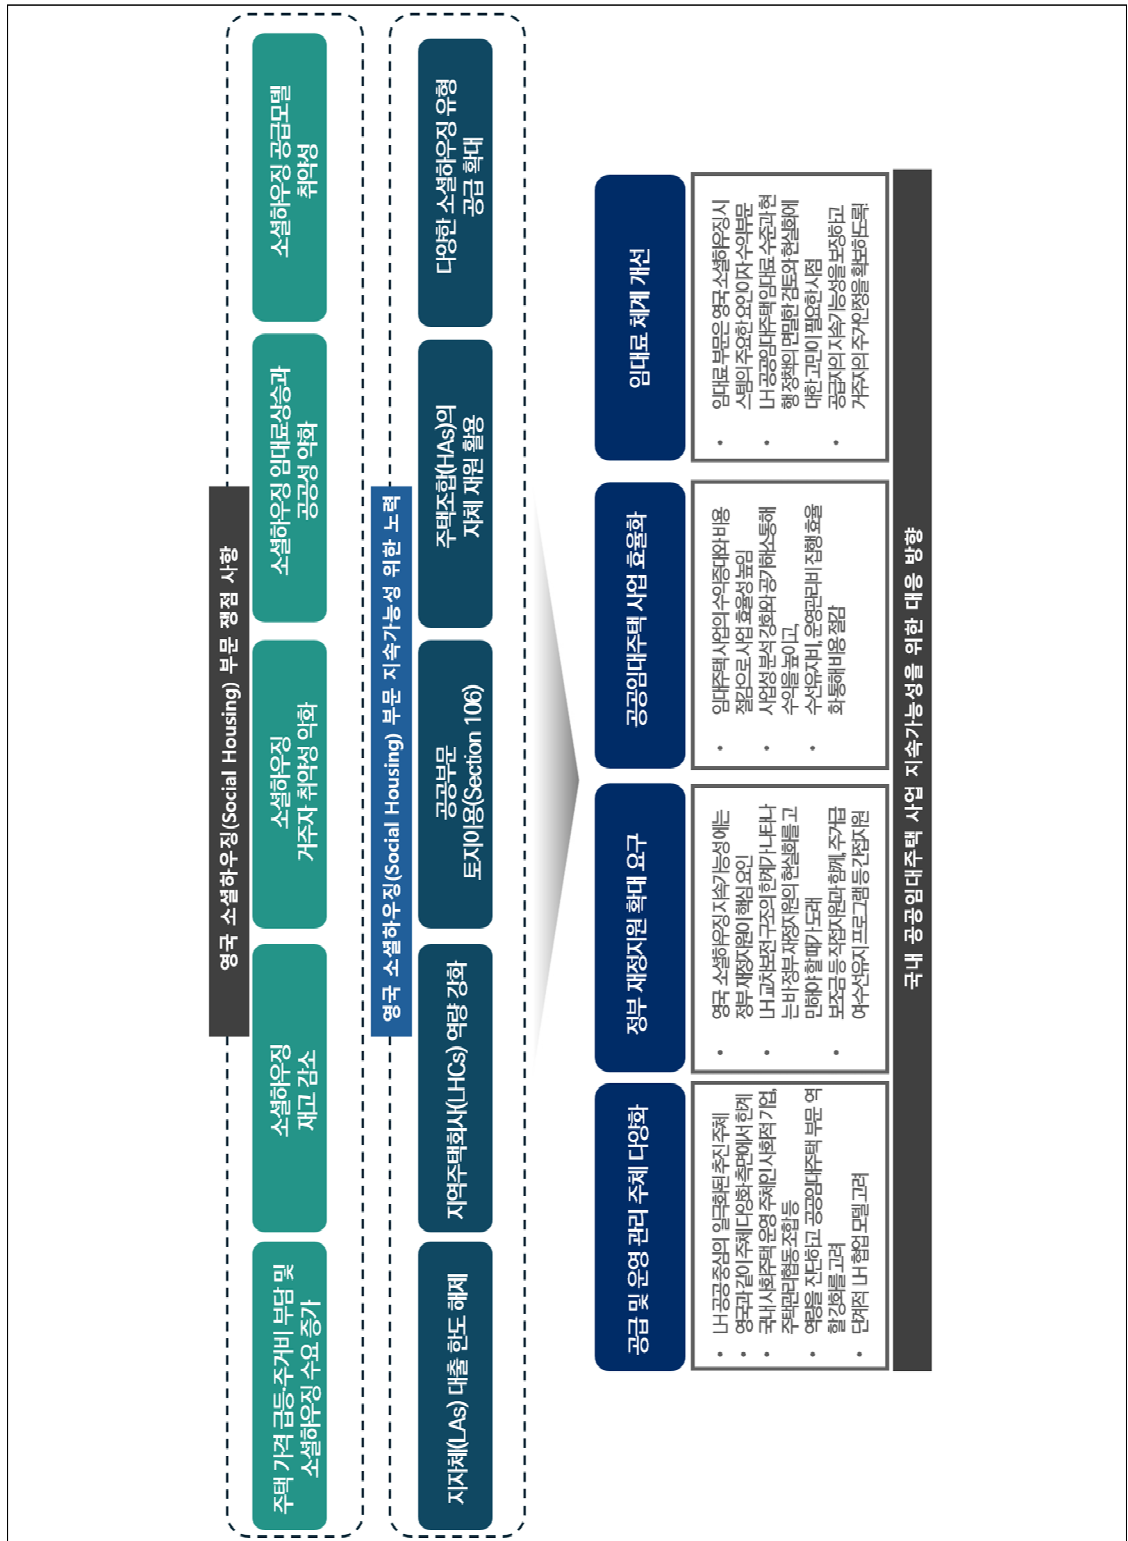 영국 소셜하우징(Social Housing) 부문 쟁점 사항
주택 가격 급등·주거비 부담 및
소셜하우징 수요 증가
소셜하우징
재고 감소
소셜하우징
거주자 취약성 악화
소셜하우징 임대료상승과
공공성 약화
소셜하우징 공급모델
취약성
영국 소셜하우징(Social Housing) 부문 지속가능성 위한 노력
지자체(LAs) 대출 한도 해제
지역주택회사(LHCs) 역량 강화
공공부문
토지이용(Section 106)
주택조합(HAs)의
자체 재원 활용
다양한 소셜하우징 유형
공급 확대
공급 및 운영 관리 주체 다양화
• LH 공공 중심의 일극화된 추진 주체
• 영국과 같이 주체 다양화 측면에서 한계
• 국내 사회주택 운영 주체인 사회적 기업,
주택관리협동조합 등
• 역량을 진단하고 공공임대주택 부문 역
할 강화를 고려
• 단계적 LH 협업 모델 고려
정부 재정지원 확대 요구
• 영국 소셜하우징 지속가능성에는
정부 재정지원이 핵심 요인
• LH 교차보전 구조의 한계가 나타나
는 바 정부 재정지원의 현실화를 고
민해야 할 때가 도래
• 보조금 등 직접지원과 함께, 주거급
여·수선유지 프로그램 등 간접지원
공공임대주택 사업 효율화
• 임대주택 사업의 수익증대와 비용
절감으로 사업 효율성 높임
• 사업성 분석 강화와 공가해소 통해
수익을 높이고,
• 수선유지비, 운영관리비 집행 효율
화 통해 비용 절감
임대료 체계 개선
• 임대료 부문은 영국 소셜하우징 시
스템의 주요한 요인이자 수익부문
• LH 공공임대주택 임대료 수준과 현
행 정책의 면밀한 검토와 현실화에
대한 고민이 필요한 시점
• 공급자의 지속가능성을 보장하고
거주자의 주거안정을 확보하도록!
국내 공공임대주택 사업 지속가능성을 위한 대응 방향